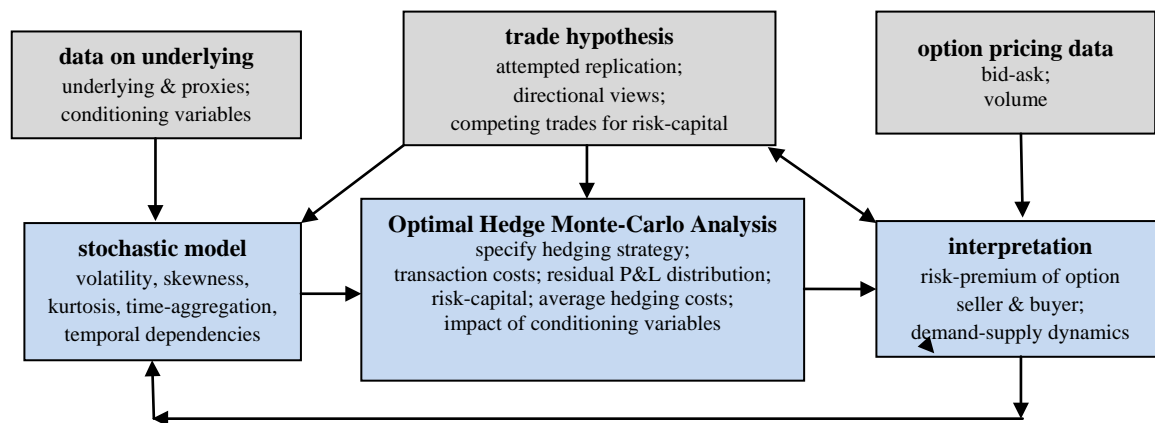 data on underlying
underlying & proxies;
conditioning variables
trade hypothesis
attempted replication;
directional views;
competing trades for risk-capital
option pricing data
bid-ask;
volume
stochastic model
volatility, skewness,
kurtosis, time-aggregation,
temporal dependencies
Optimal Hedge Monte-Carlo Analysis
specify hedging strategy;
transaction costs; residual P&L distribution;
risk-capital; average hedging costs;
impact of conditioning variables
interpretation
risk-premium of option
seller & buyer;
demand-supply dynamics